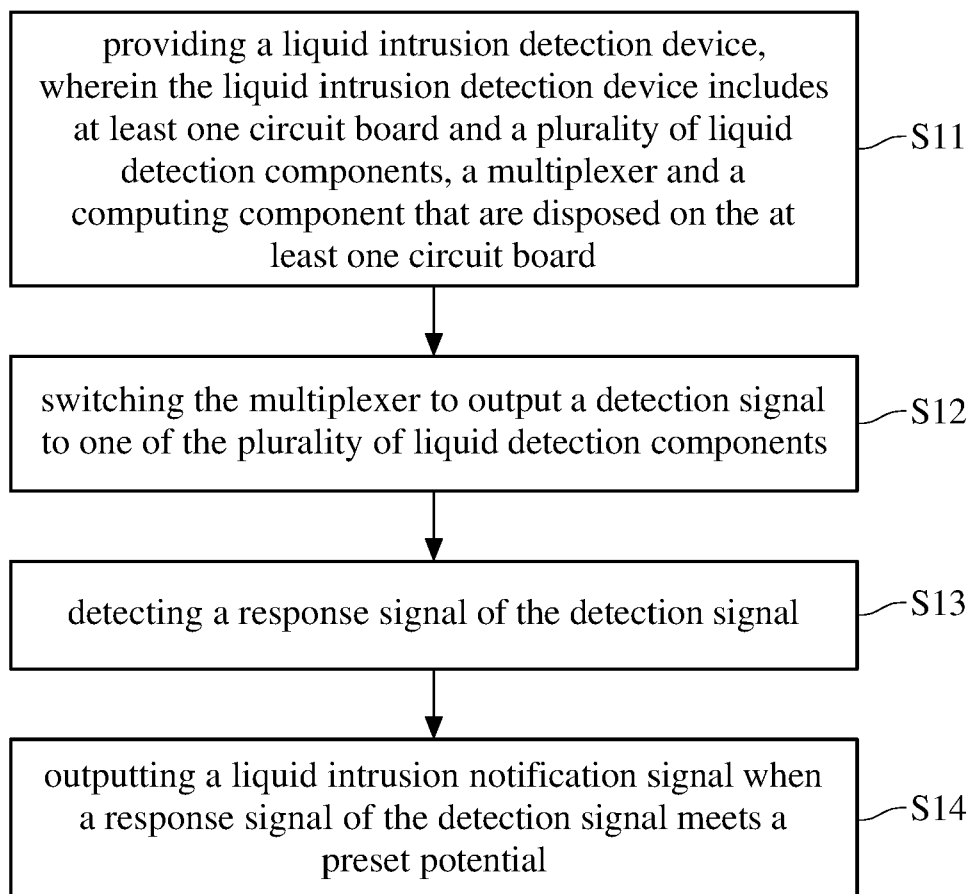 providing a liquid intrusion detection device,
wherein the liquid intrusion detection device includes
at least one circuit board and a plurality of liquid
detection components, a multiplexer and a
computing component that are disposed on the at
least one circuit board
S11
switching the multiplexer to output a detection signal
to one of the plurality of liquid detection components
S12
detecting a response signal of the detection signal
S13
outputting a liquid intrusion notification signal when
a response signal of the detection signal meets a
preset potential
S14